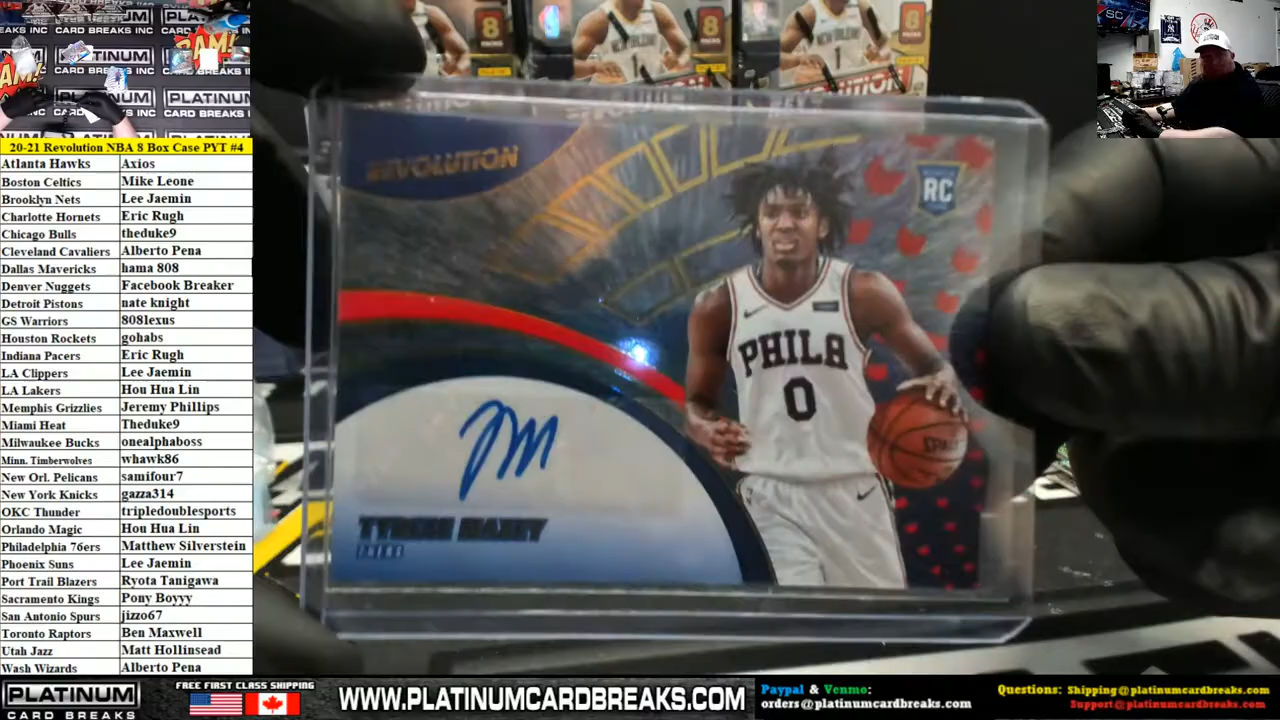 20-21 Revolution NBA 8 Box Case PYT #4
Atlanta Hawks Axios
Boston Celtics Mike Leone
Brooklyn Nets Lee Jaemin
Charlotte Hornets Eric Rugh
Chicago Bulls theduke9
Cleveland Cavaliers Alberto Pena
Dallas Mavericks hama 808
Denver Nuggets Facebook Breaker
Detroit Pistons nate knight
GS Warriors 808lexus
Houston Rockets gohabs
Indiana Pacers Eric Rugh
LA Clippers Lee Jaemin
LA Lakers Hou Hua Lin
Memphis Grizzlies Jeremy Phillips
Miami Heat Theduke9
Milwaukee Bucks onealphaboss
Minn. Timberwolves whawk86
New Orl. Pelicans samifour7
New York Knicks gazza314
OKC Thunder tripledoublesports
Orlando Magic Hou Hua Lin
Philadelphia 76ers Matthew Silverstein
Phoenix Suns Lee Jaemin
Port Trail Blazers Ryota Tanigawa
Sacramento Kings Pony Boyyy
San Antonio Spurs jizzo67
Toronto Raptors Ben Maxwell
Utah Jazz Matt Hollinsead
Wash Wizards Alberto Pena
PLATINUM
CARD BREAKS INC
REVOLUTION
RC
PHILA
0
TYRESE MAXEY
76ERS
8
PACKS
8
PACKS
SC
PLATINUM
CARD BREAKS
FREE FIRST CLASS SHIPPING
WWW.PLATINUMCARDBREAKS.COM
Paypal & Venmo:
orders@platinumcardbreaks.com
Questions: Shipping@platinumcardbreaks.com
Support@platinumcardbreaks.com